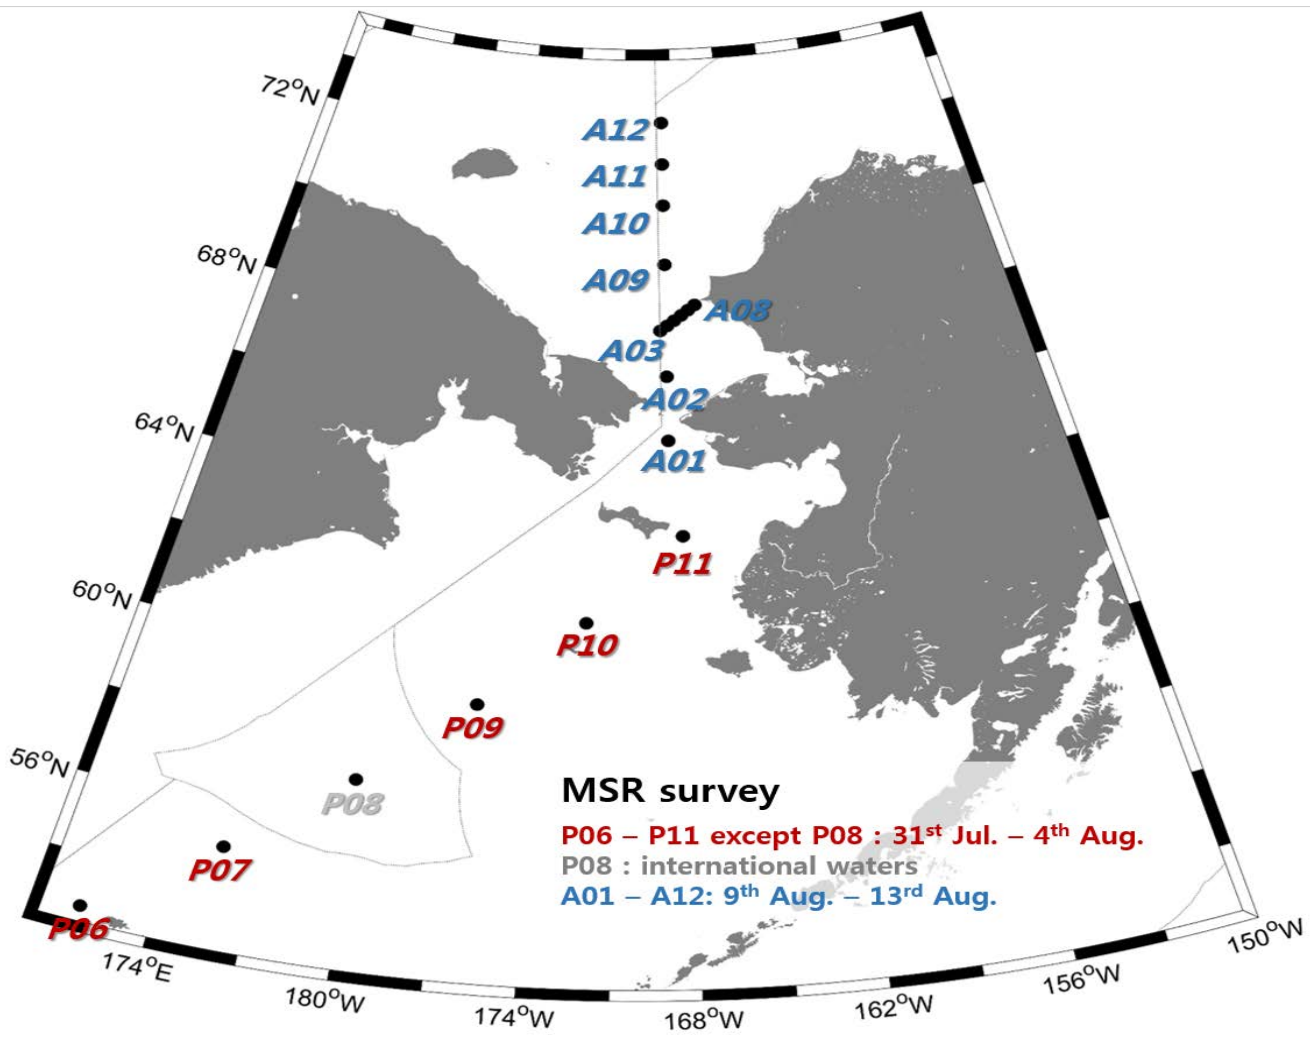 72°N
A12
A11
A10
68°N
A09
A08
A03
A02
64°N
A01
P11
60°N
P10
P09
56°N
MSR survey
P08
P06 – P11 except P08 : 31st Jul. – 4th Aug.
P07
P08 : international waters
A01 – A12: 9th Aug. – 13rd Aug.
P06
150°W
174°E
156°W
180°W
162°W
174°W
168°W